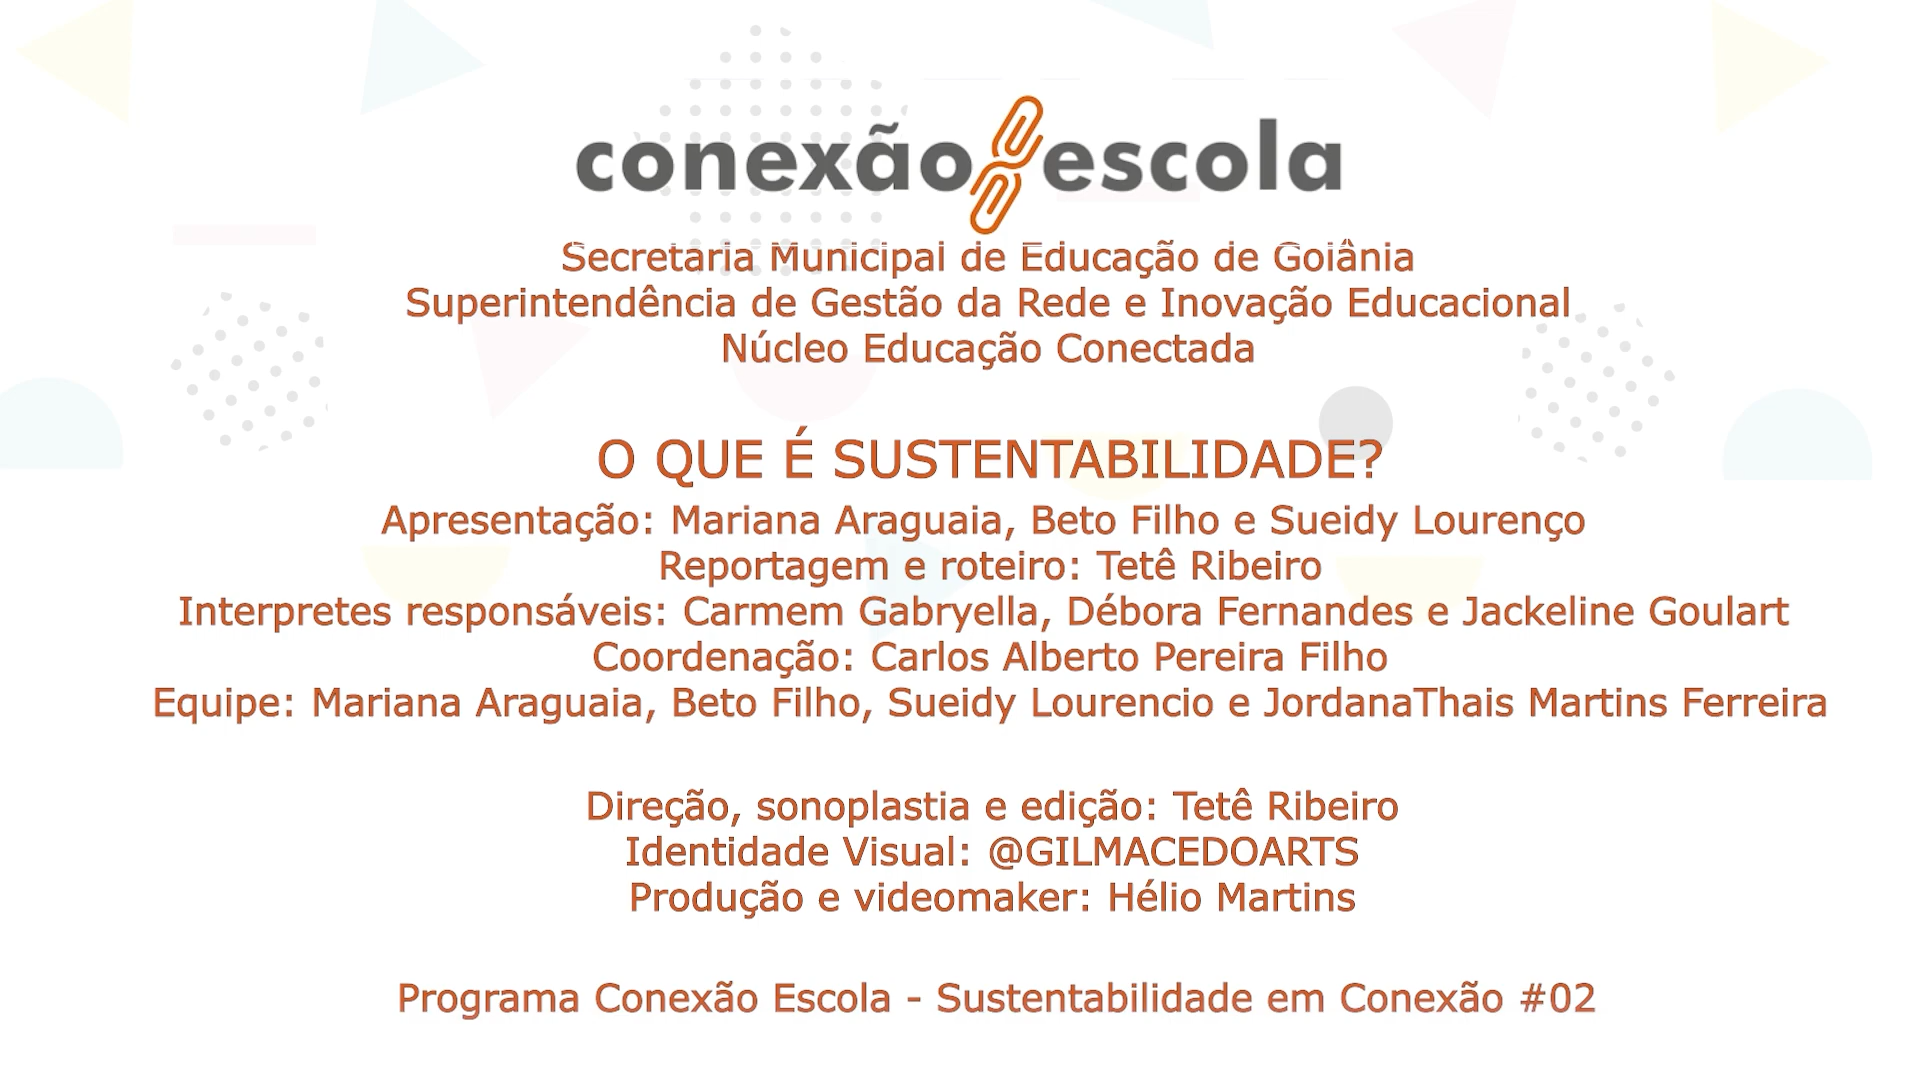 conexão escola
Secretaria Municipal de Educação de Goiânia
Superintendência de Gestão da Rede e Inovação Educacional
Núcleo Educação Conectada
O QUE É SUSTENTABILIDADE?
Apresentação: Mariana Araguaia, Beto Filho e Sueidy Lourenço
Reportagem e roteiro: Tetê Ribeiro
Interpretes responsáveis: Carmem Gabryella, Débora Fernandes e Jackeline Goulart
Coordenação: Carlos Alberto Pereira Filho
Equipe: Mariana Araguaia, Beto Filho, Sueidy Lourencio e JordanaThais Martins Ferreira
Direção, sonoplastia e edição: Tetê Ribeiro
Identidade Visual: @GILMACEDOARTS
Produção e videomaker: Hélio Martins
Programa Conexão Escola - Sustentabilidade em Conexão #02